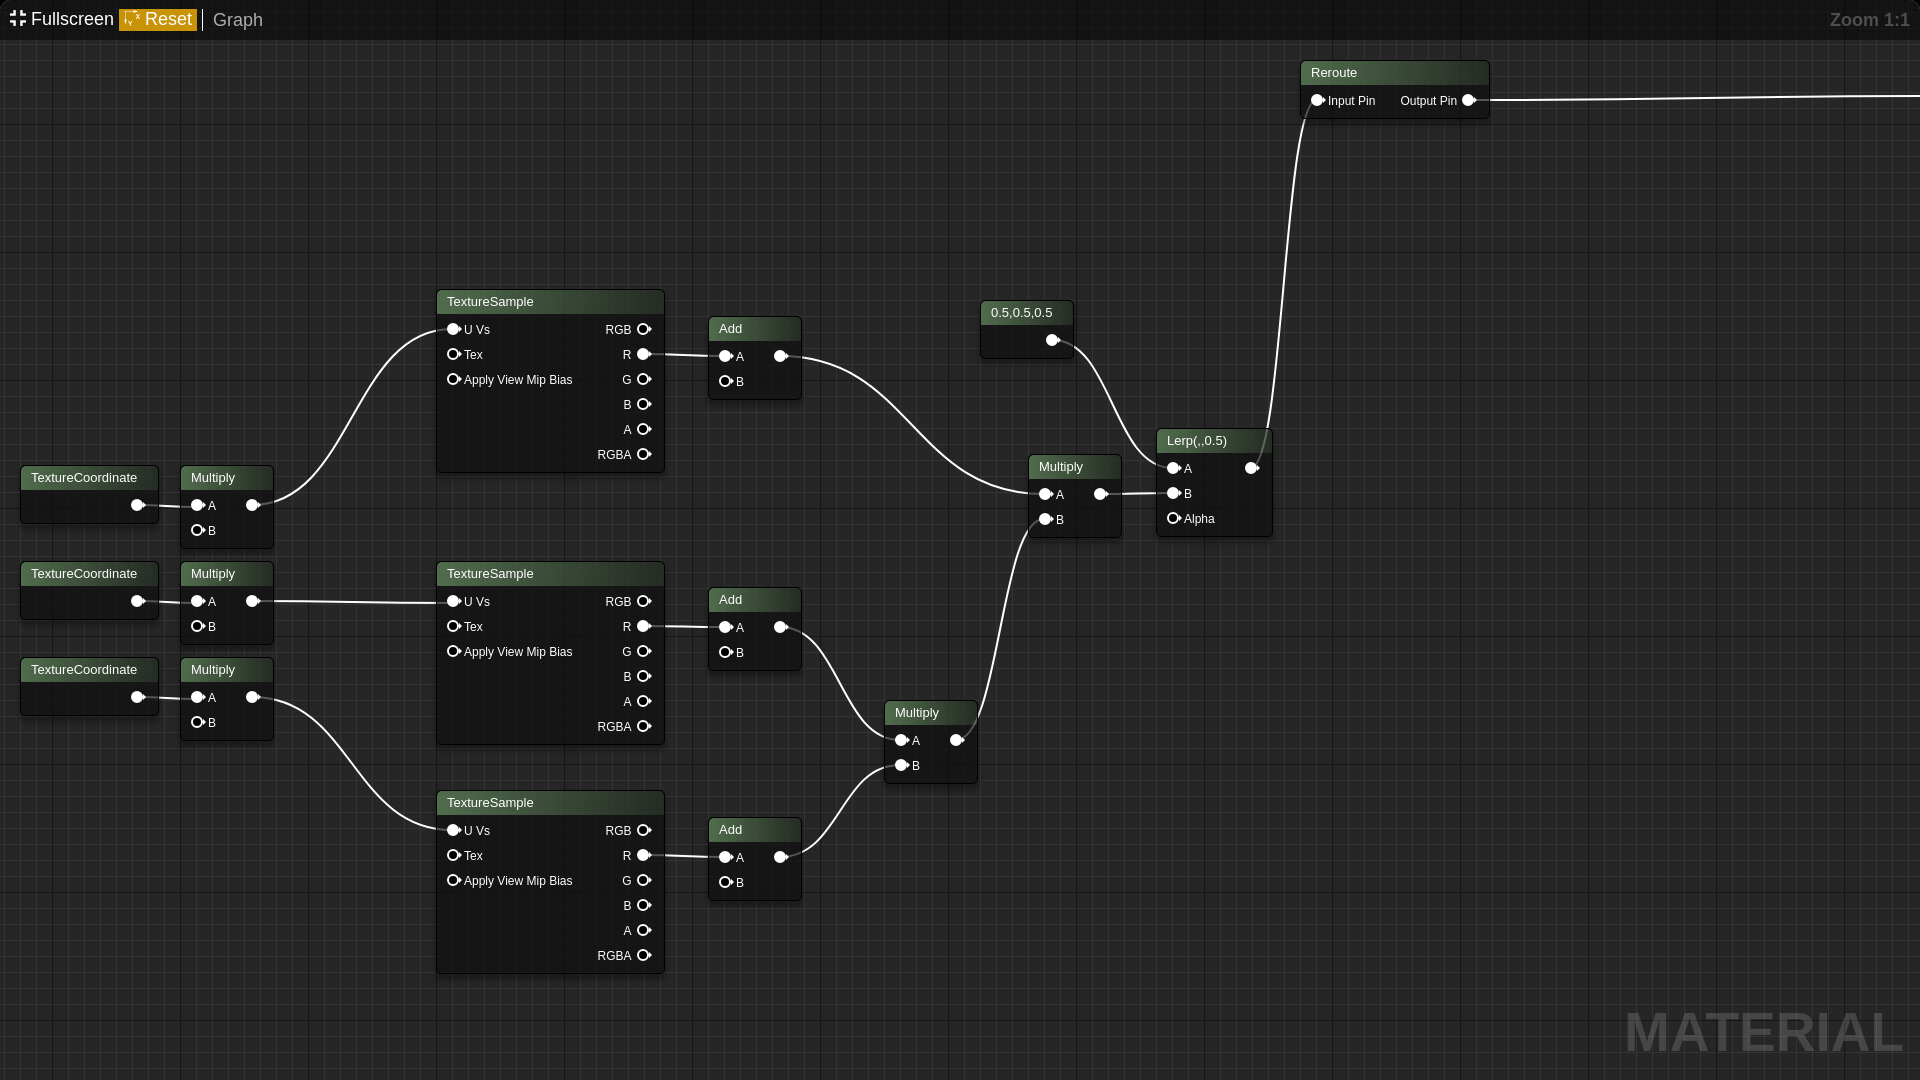 Fullscreen Reset Graph Zoom 1:1
Reroute
Input Pin Output Pin
TextureSample
U Vs RGB
Tex R
Apply View Mip Bias G
B
A
RGBA
Add
A
B
0.5,0.5,0.5
Lerp(,,0.5)
A
B
Alpha
Multiply
A
B
TextureCoordinate
Multiply
A
B
TextureCoordinate
Multiply
A
B
TextureSample
U Vs RGB
Tex R
Apply View Mip Bias G
B
A
RGBA
Add
A
B
TextureCoordinate
Multiply
A
B
Multiply
A
B
TextureSample
U Vs RGB
Tex R
Apply View Mip Bias G
B
A
RGBA
Add
A
B
MATERIAL